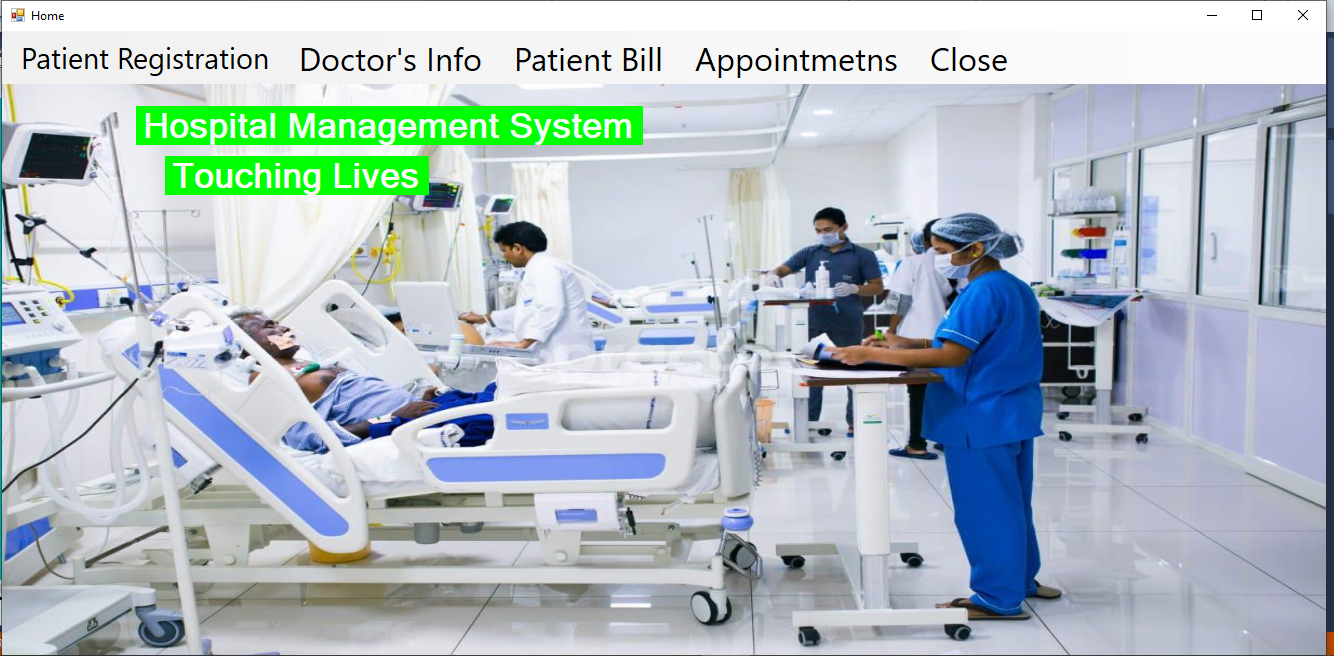 Home
Patient Registration Doctor's Info Patient Bill Appointmetns Close
Hospital Management System
Touching Lives